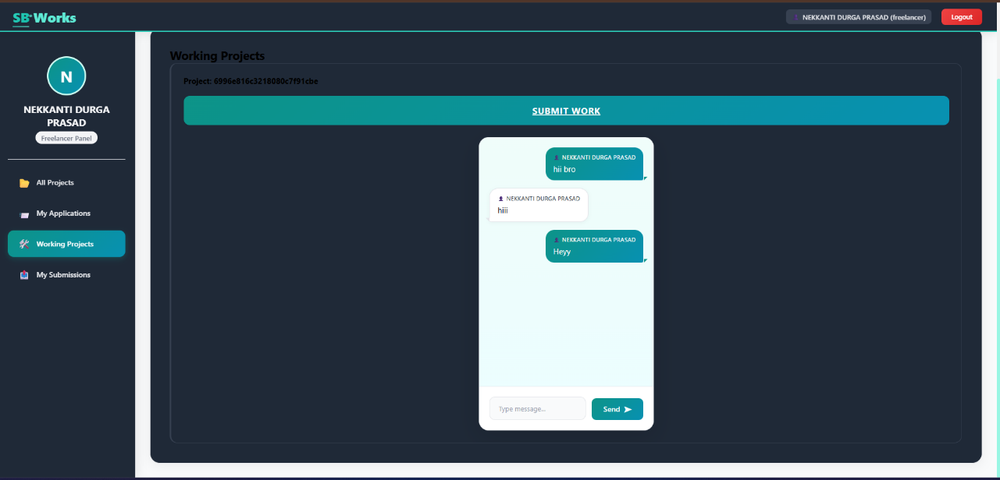 SB Works
NEKKANTI DURGA PRASAD (freelancer)
Logout
N
NEKKANTI DURGA
PRASAD
Freelancer Panel
All Projects
My Applications
Working Projects
My Submissions
Working Projects
Project: 6996e816c3218080c7f91cbe
SUBMIT WORK
NEKKANTI DURGA PRASAD
hii bro
NEKKANTI DURGA PRASAD
hiii
NEKKANTI DURGA PRASAD
Heyy
Type message...
Send